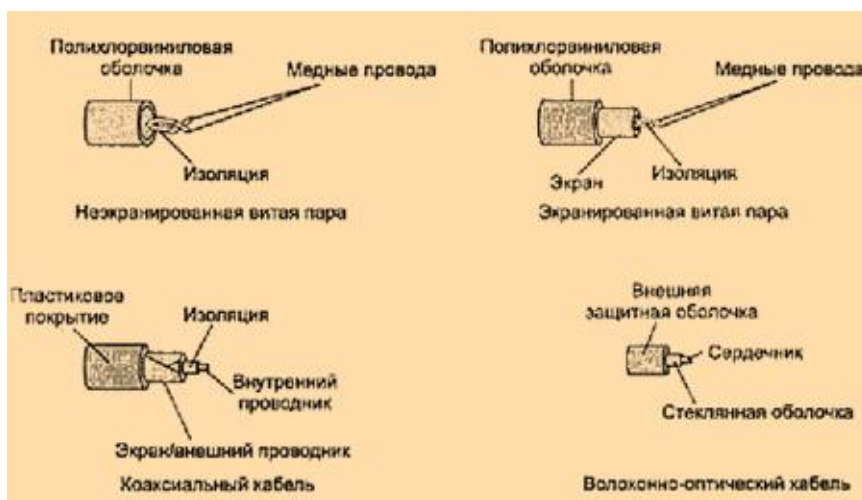 Полихлорвиниловая
оболочка
Медные провода
Изоляция
Неэкранированная витая пара
Полихлорвиниловая
оболочка
Медные провода
Экран
Изоляция
Экранированная витая пара
Пластиковое
покрытие
Изоляция
Внутренний
проводник
Экран/внешний проводник
Коаксиальный кабель
Внешняя
защитная оболочка
Сердечник
Стеклянная оболочка
Волоконно-оптический кабель